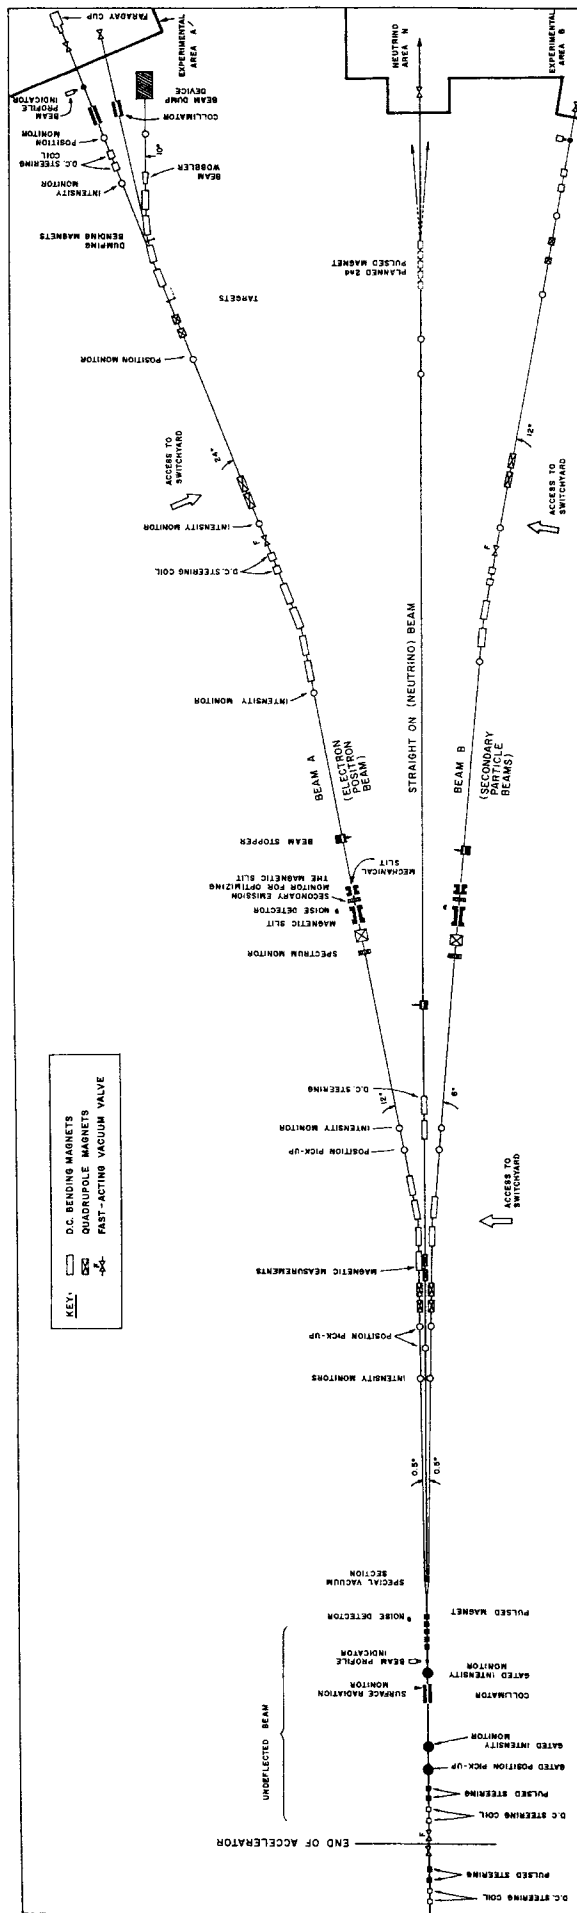 FARADAY CUP
EXPERIMENTAL
AREA A'
BEAM
PROFILE
INDICATOR
COLLIMATOR
BEAM DUMP
DEVICE
POSITION
MONITOR
D.C. STEERING
COIL
INTENSITY
MONITOR
10°
BEAM
WOBBLER
DUMPING
BENDING MAGNETS
TARGETS
POSITION MONITOR
24°
ACCESS TO
SWITCHYARD
INTENSITY MONITOR
F
D.C. STEERING COIL
INTENSITY MONITOR
BEAM A
(ELECTRON
POSITRON
BEAM)
BEAM STOPPER
MECHANICAL
SLIT
SECONDARY EMISSION
MONITOR FOR OPTIMIZING
THE MAGNETIC SLIT
NOISE DETECTOR
MAGNETIC SLIT
SPECTRUM MONITOR
NEUTRINO
AREA N
PLANNED 2nd
PULSED MAGNET
STRAIGHT ON (NEUTRINO) BEAM
EXPERIMENTAL
AREA B
12°
ACCESS TO
SWITCHYARD
F
BEAM B
(SECONDARY
PARTICLE
BEAMS)
KEY:
D.C. BENDING MAGNETS
QUADRUPOLE MAGNETS
F
FAST-ACTING VACUUM VALVE
12°
D.C. STEERING
INTENSITY MONITOR
POSITION PICK-UP
6°
ACCESS TO
SWITCHYARD
MAGNETIC MEASUREMENTS
POSITION PICK-UP
INTENSITY MONITORS
0.5°
0.5°
SPECIAL VACUUM
SECTION
NOISE DETECTOR
PULSED MAGNET
BEAM PROFILE
INDICATOR
GATED INTENSITY
MONITOR
SURFACE RADIATION
MONITOR
COLLIMATOR
UNDEFLECTED BEAM
GATED INTENSITY
MONITOR
GATED POSITION PICK-UP
PULSED STEERING
D.C. STEERING COIL
F
END OF ACCELERATOR
PULSED STEERING
D.C. STEERING
COIL